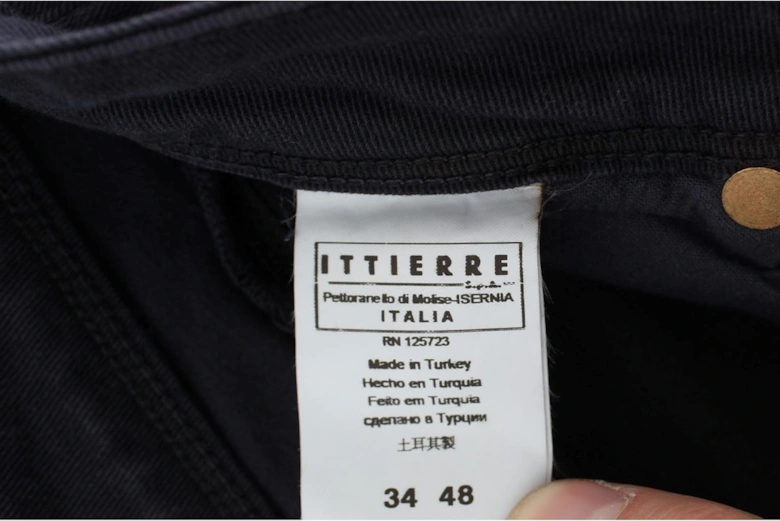 ITTIERRE
S.p.A.
Pettoranello di Molise-ISERNIA
ITALIA
RN 125723
Made in Turkey
Hecho en Turquia
Feito em Turquia
сделано в Турции
土耳其製
34 48